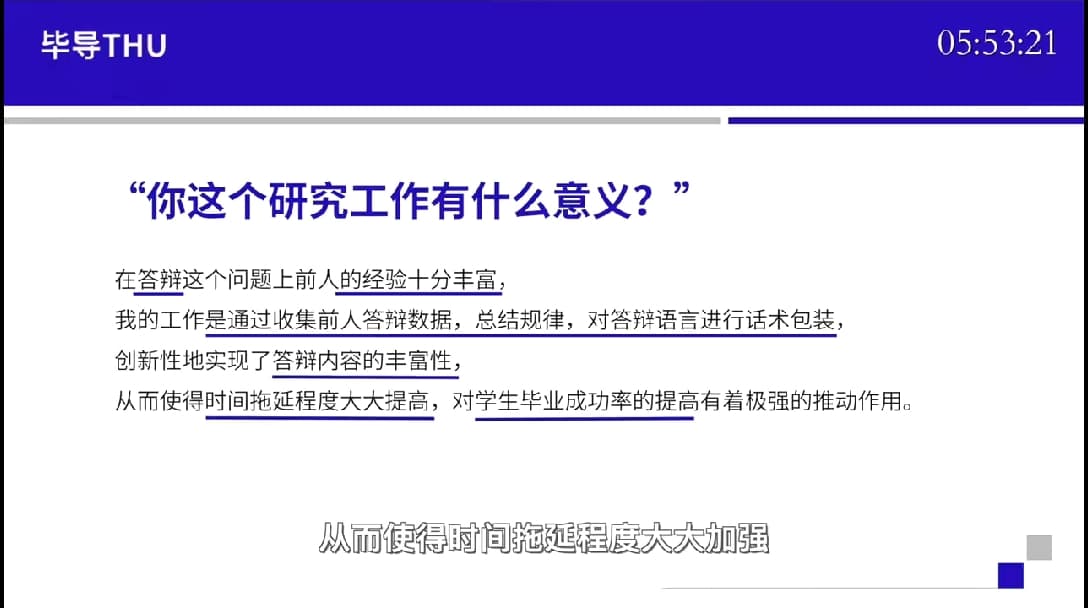 毕导THU
05:53:21
“你这个研究工作有什么意义？”
在答辩这个问题上前人的经验十分丰富，
我的工作是通过收集前人答辩数据，总结规律，对答辩语言进行话术包装，
创新性地实现了答辩内容的丰富性，
从而使得时间拖延程度大大提高，对学生毕业成功率的提高有着极强的推动作用。
从而使得时间拖延程度大大加强